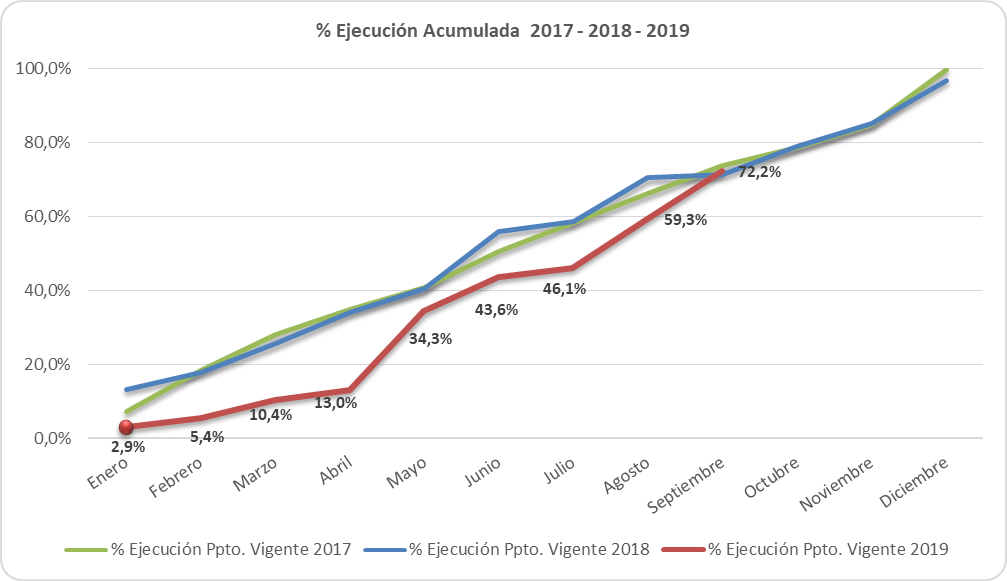 % Ejecución Acumulada 2017 - 2018 - 2019
100,0%
80,0%
60,0%
40,0%
20,0%
0,0%
2,9%
5,4%
10,4%
13,0%
34,3%
43,6%
46,1%
59,3%
72,2%
Enero
Febrero
Marzo
Abril
Mayo
Junio
Julio
Agosto
Septiembre
Octubre
Noviembre
Diciembre
% Ejecución Ppto. Vigente 2017
% Ejecución Ppto. Vigente 2018
% Ejecución Ppto. Vigente 2019